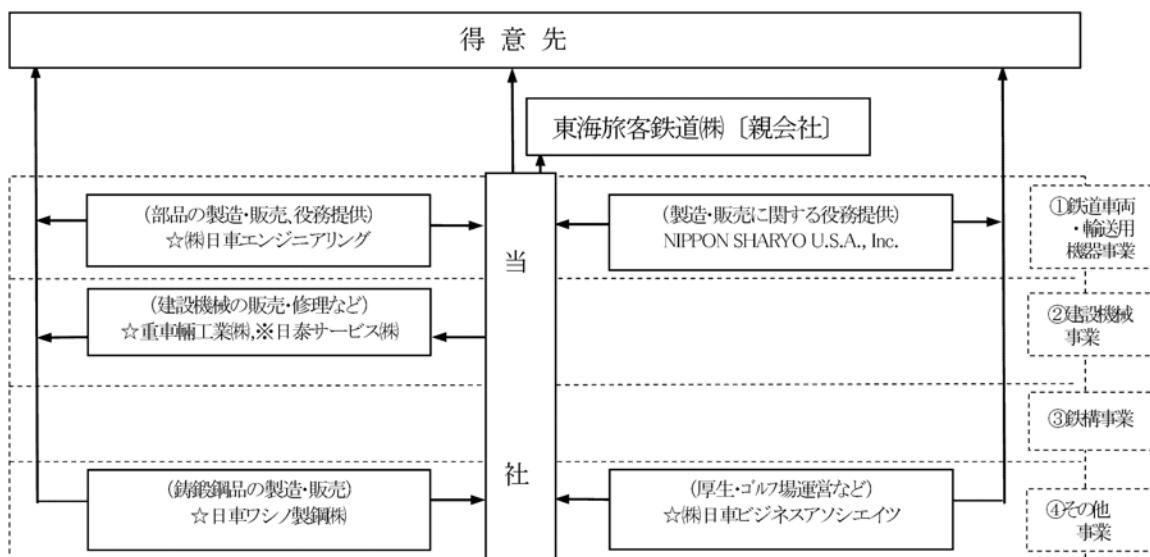 得意先
東海旅客鉄道㈱〔親会社〕
(部品の製造・販売、役務提供)
☆㈱日車エンジニアリング
(製造・販売に関する役務提供)
NIPPON SHARYO U.S.A., Inc.
①鉄道車両
・輸送用
機器事業
当
社
(建設機械の販売・修理など)
☆重車輛工業㈱,※日泰サービス㈱
②建設機械
事業
③鉄構事業
(鋳鍛鋼品の製造・販売)
☆日車ワシノ製鋼㈱
(厚生・ゴルフ場運営など)
☆㈱日車ビジネスアソシエイツ
④その他
事業